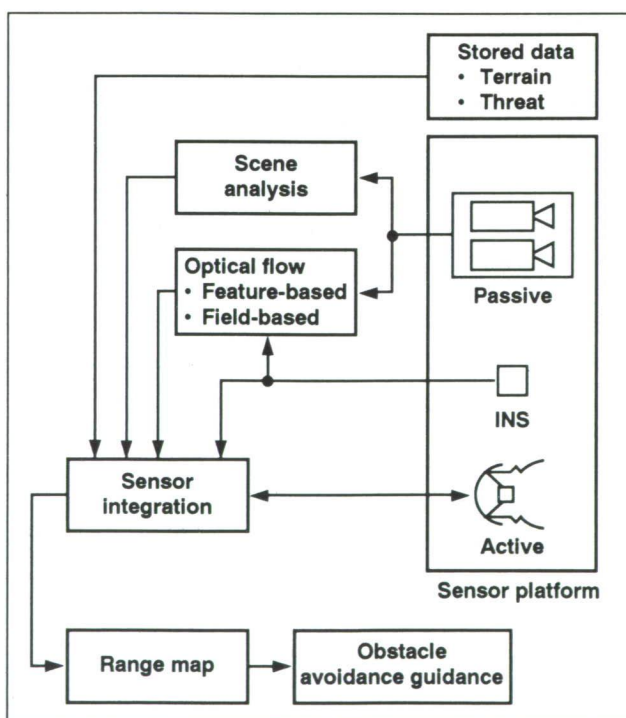 Stored data
• Terrain
• Threat
Scene
analysis
Optical flow
• Feature-based
• Field-based
Passive
INS
Sensor
integration
Active
Sensor platform
Range map
Obstacle
avoidance guidance